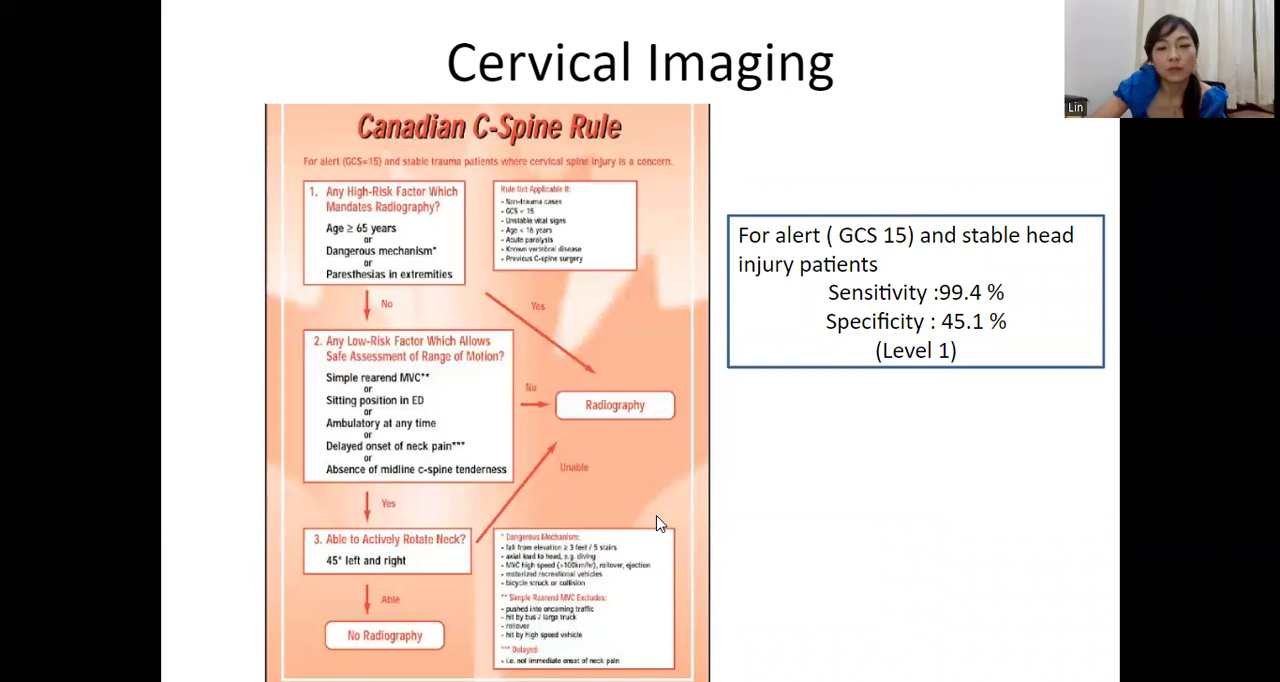 Cervical Imaging
Lin
Canadian C-Spine Rule
For alert (GCS=15) and stable trauma patients where cervical spine injury is a concern.
1. Any High-Risk Factor Which
Mandates Radiography?
Age ≥ 65 years
or
Dangerous mechanism*
or
Paresthesias in extremities
Rule Not Applicable If:
- Non-trauma cases
- GCS < 15
- Unstable vital signs
- Age < 16 years
- Acute paralysis
- Known vertebral disease
- Previous C-spine surgery
No
Yes
2. Any Low-Risk Factor Which Allows
Safe Assessment of Range of Motion?
Simple rearend MVC**
or
Sitting position in ED
or
Ambulatory at any time
or
Delayed onset of neck pain***
or
Absence of midline c-spine tenderness
No
Radiography
Unable
Yes
3. Able to Actively Rotate Neck?
45° left and right
Able
No Radiography
* Dangerous Mechanism:
- fall from elevation ≥ 3 feet / 5 stairs
- axial load to head, e.g. diving
- MVC high speed (>100km/hr), rollover, ejection
- motorized recreational vehicles
- bicycle struck or collision
** Simple Rearend MVC Excludes:
- pushed into oncoming traffic
- hit by bus / large truck
- rollover
- hit by high speed vehicle
*** Delayed:
- i.e. not immediate onset of neck pain
For alert ( GCS 15) and stable head
injury patients
Sensitivity :99.4 %
Specificity : 45.1 %
(Level 1)